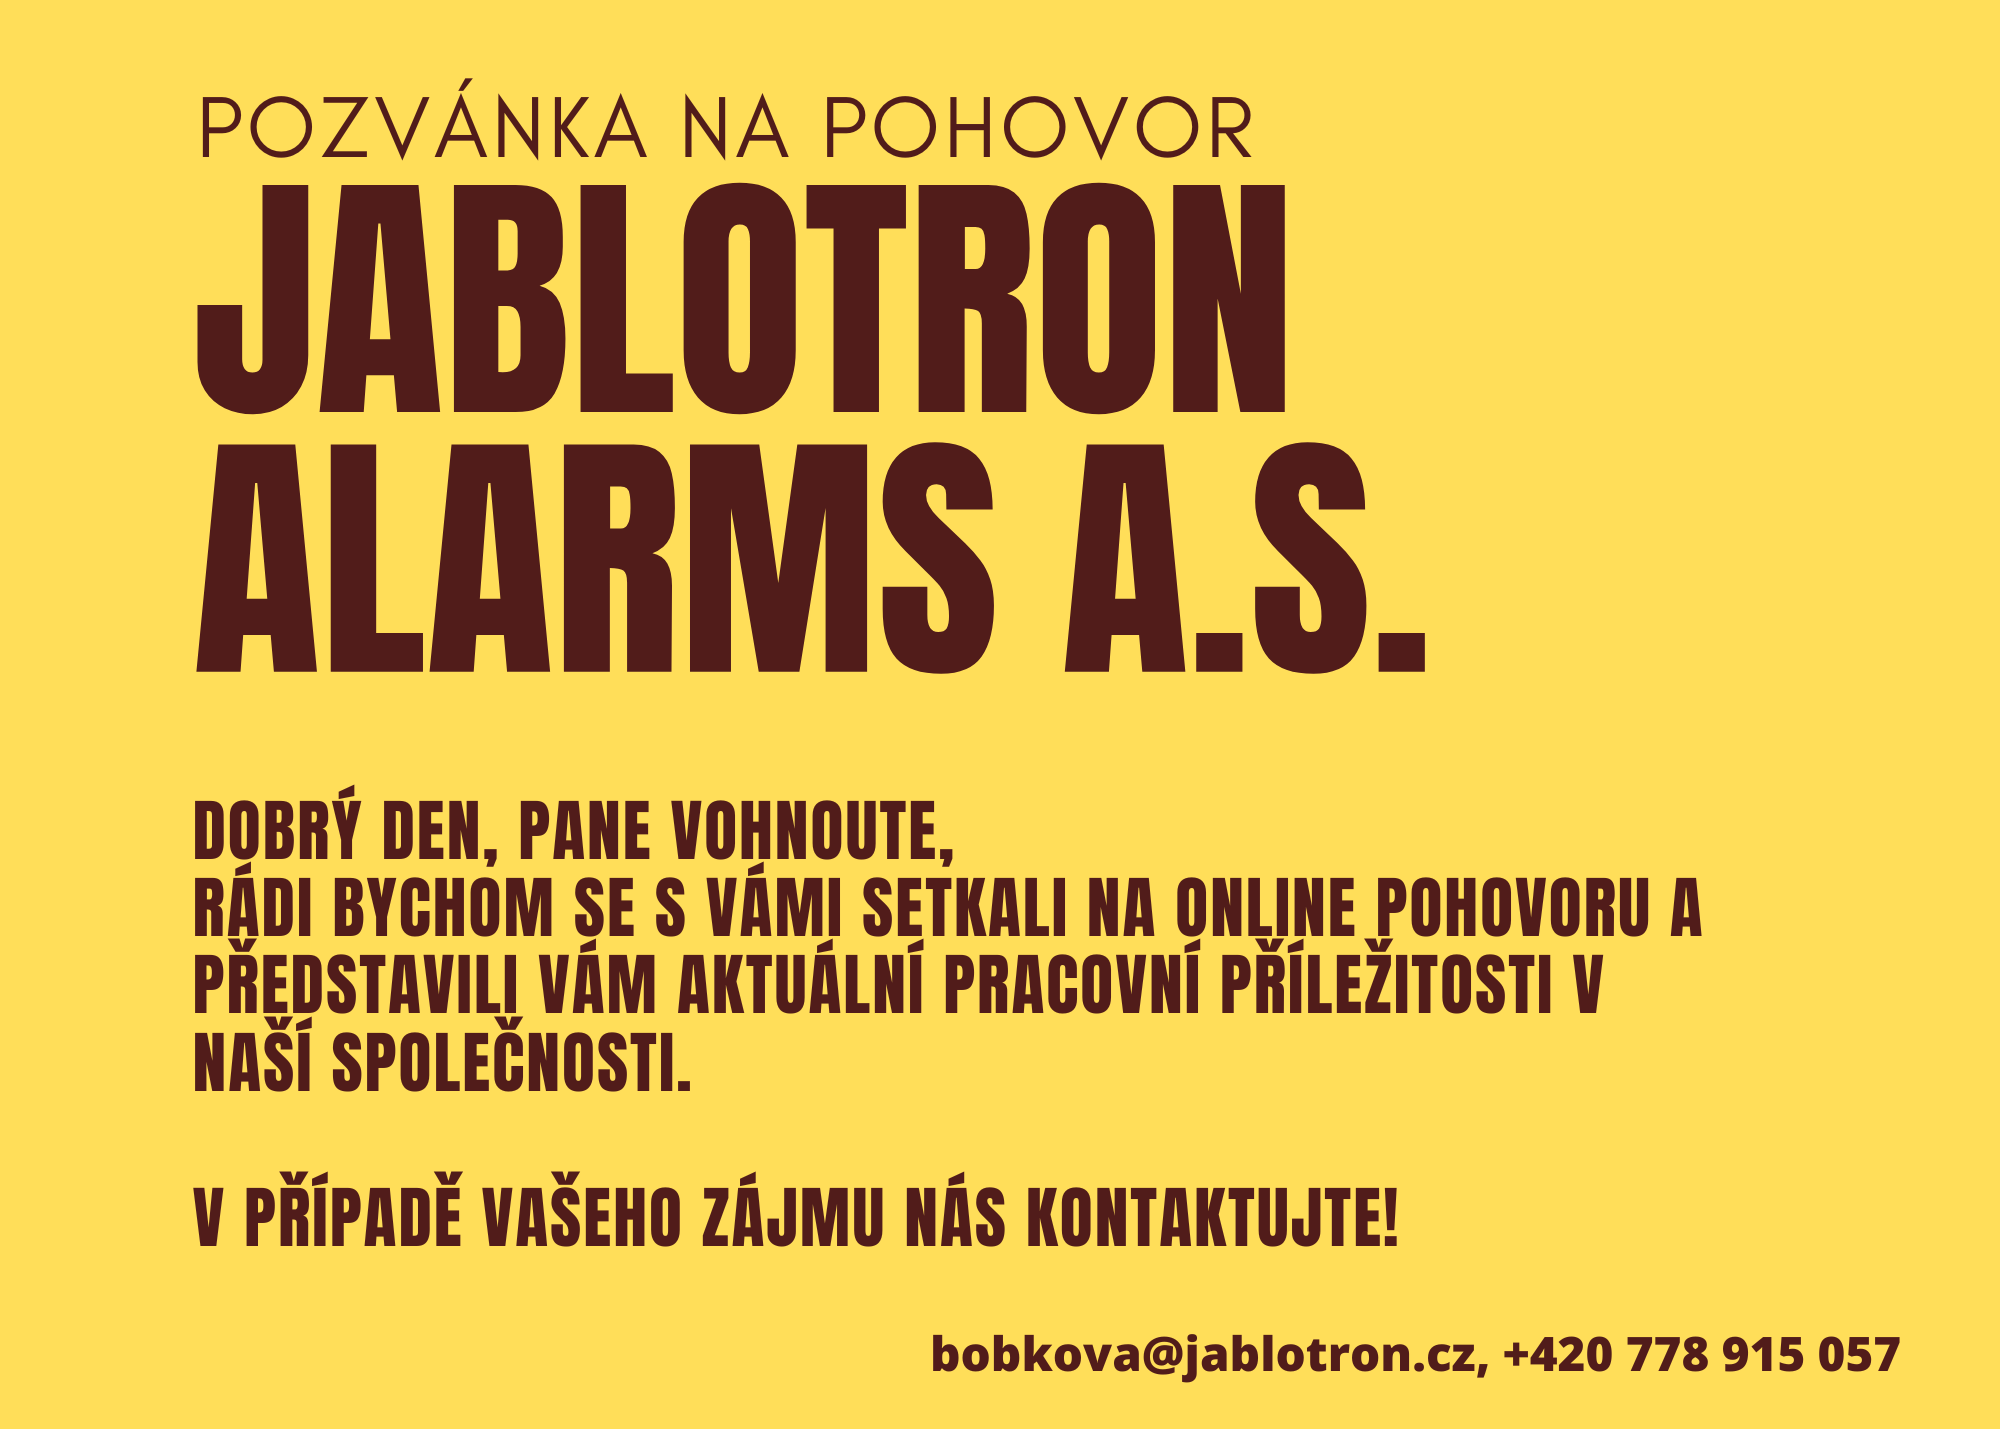 POZVÁNKA NA POHOVOR
JABLOTRON
ALARMS A.S.
DOBRÝ DEN, PANE VOHNOUTE,
RÁDI BYCHOM SE S VÁMI SETKALI NA ONLINE POHOVORU A
PŘEDSTAVILI VÁM AKTUÁLNÍ PRACOVNÍ PŘÍLEŽITOSTI V
NAŠÍ SPOLEČNOSTI.
V PŘÍPADĚ VAŠEHO ZÁJMU NÁS KONTAKTUJTE!
bobkova@jablotron.cz, +420 778 915 057